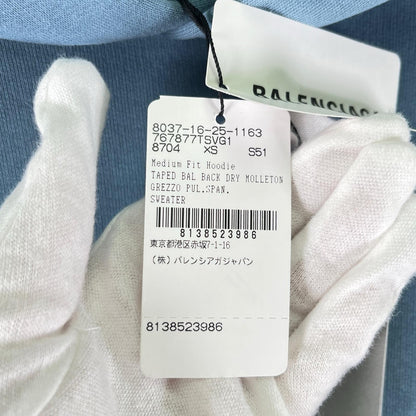 BALENCIAGA
8037-16-25-1163
767877TSVG1
8704 XS S51
Medium Fit Hoodie
TAPED BAL BACK DRY MOLLETON
GREZZO PUL.SPAN.
SWEATER
8138523986
東京都港区赤坂7-1-16
(株) バレンシアガジャパン
8138523986